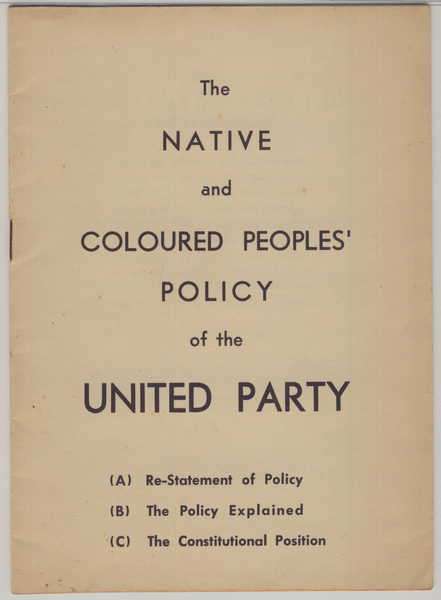 The
NATIVE
and
COLOURED PEOPLES'
POLICY
of the
UNITED PARTY
(A) Re-Statement of Policy
(B) The Policy Explained
(C) The Constitutional Position